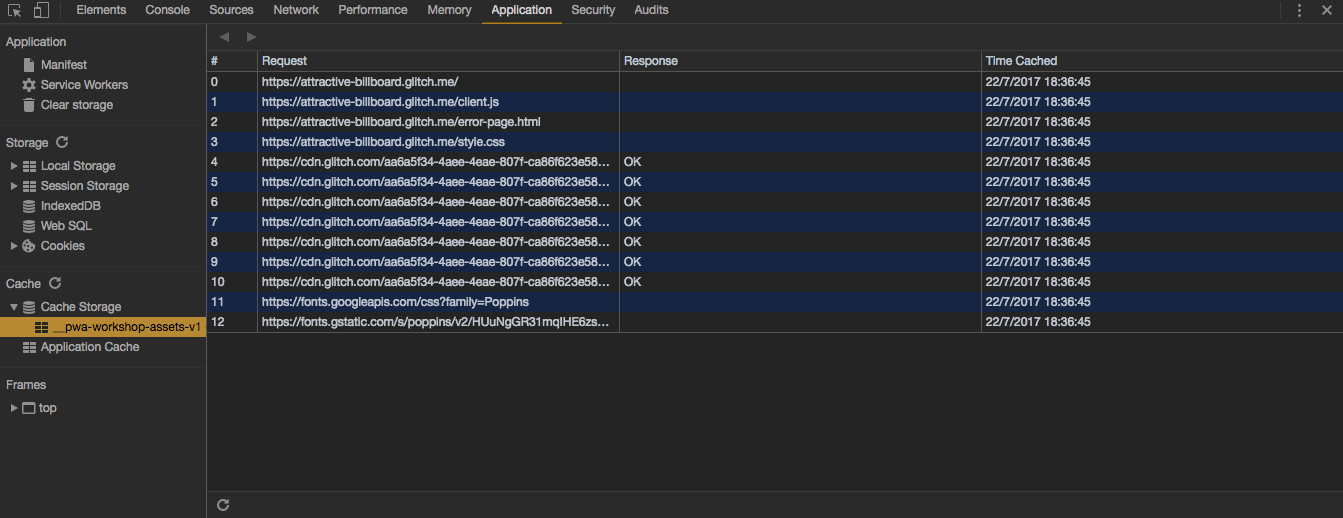 Elements Console Sources Network Performance Memory Application Security Audits
Application
Manifest
Service Workers
Clear storage
Storage
Local Storage
Session Storage
IndexedDB
Web SQL
Cookies
Cache
Cache Storage
__pwa-workshop-assets-v1
Application Cache
Frames
top
# Request Response Time Cached
0 https://attractive-billboard.glitch.me/ 22/7/2017 18:36:45
1 https://attractive-billboard.glitch.me/client.js 22/7/2017 18:36:45
2 https://attractive-billboard.glitch.me/error-page.html 22/7/2017 18:36:45
3 https://attractive-billboard.glitch.me/style.css 22/7/2017 18:36:45
4 https://cdn.glitch.com/aa6a5f34-4aee-4eae-807f-ca86f623e58... OK 22/7/2017 18:36:45
5 https://cdn.glitch.com/aa6a5f34-4aee-4eae-807f-ca86f623e58... OK 22/7/2017 18:36:45
6 https://cdn.glitch.com/aa6a5f34-4aee-4eae-807f-ca86f623e58... OK 22/7/2017 18:36:45
7 https://cdn.glitch.com/aa6a5f34-4aee-4eae-807f-ca86f623e58... OK 22/7/2017 18:36:45
8 https://cdn.glitch.com/aa6a5f34-4aee-4eae-807f-ca86f623e58... OK 22/7/2017 18:36:45
9 https://cdn.glitch.com/aa6a5f34-4aee-4eae-807f-ca86f623e58... OK 22/7/2017 18:36:45
10 https://cdn.glitch.com/aa6a5f34-4aee-4eae-807f-ca86f623e58... OK 22/7/2017 18:36:45
11 https://fonts.googleapis.com/css?family=Poppins 22/7/2017 18:36:45
12 https://fonts.gstatic.com/s/poppins/v2/HUuNgGR31mqIHE6zs... 22/7/2017 18:36:45